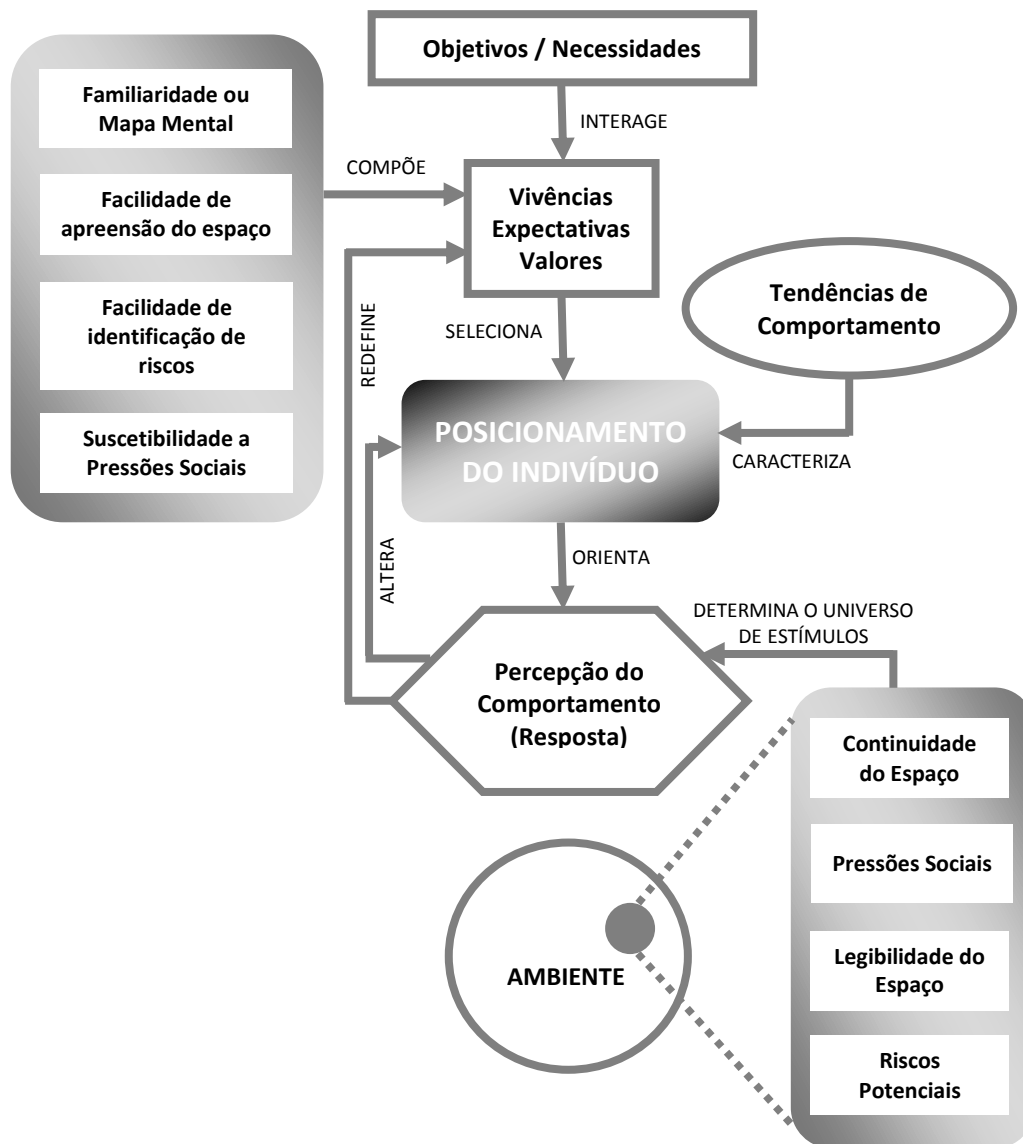 Objetivos / Necessidades
Familiaridade ou
Mapa Mental
Facilidade de
apreensão do espaço
Facilidade de
identificação de
riscos
Suscetibilidade a
Pressões Sociais
INTERAGE
COMPÕE
Vivências
Expectativas
Valores
Tendências de
Comportamento
SELECIONA
REDEFINE
POSICIONAMENTO
DO INDIVÍDUO
CARACTERIZA
ALTERA
ORIENTA
DETERMINA O UNIVERSO
DE ESTÍMULOS
Percepção do
Comportamento
(Resposta)
Continuidade
do Espaço
Pressões Sociais
Legibilidade do
Espaço
Riscos
Potenciais
AMBIENTE